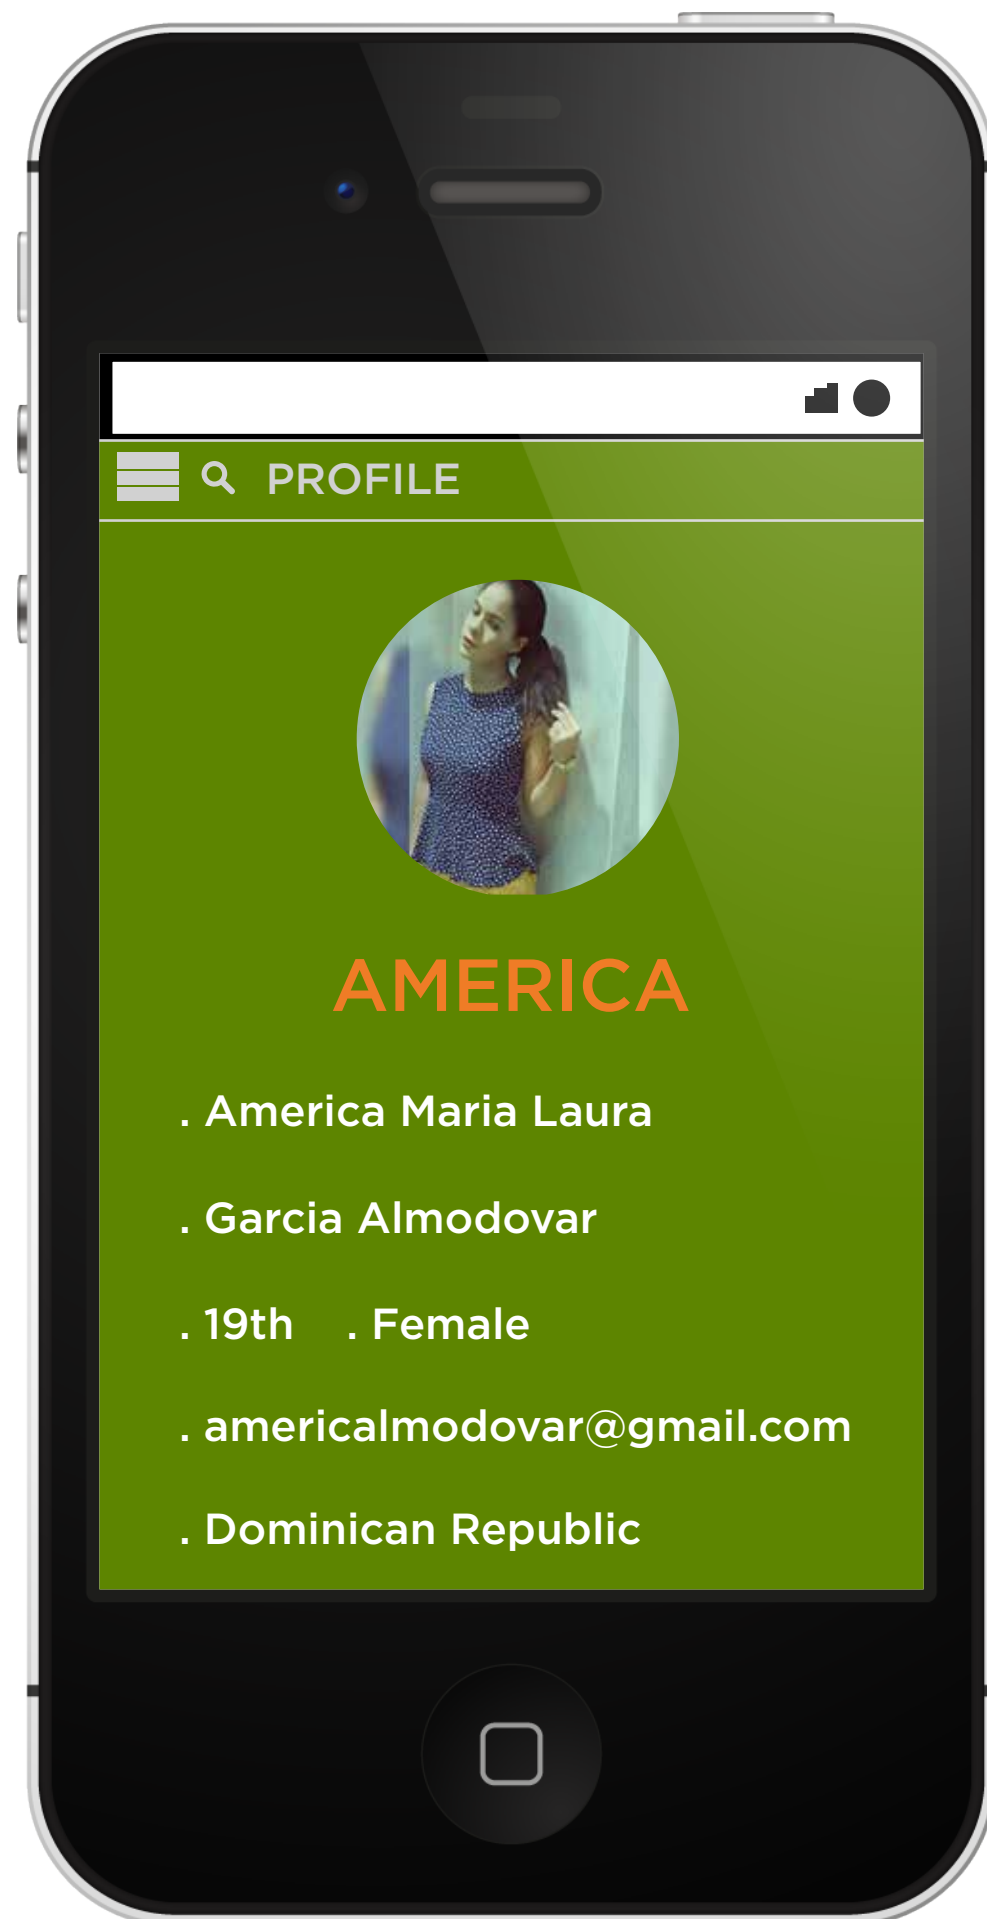 PROFILE
AMERICA
. America Maria Laura
. Garcia Almodovar
. 19th . Female
. americalmodovar@gmail.com
. Dominican Republic